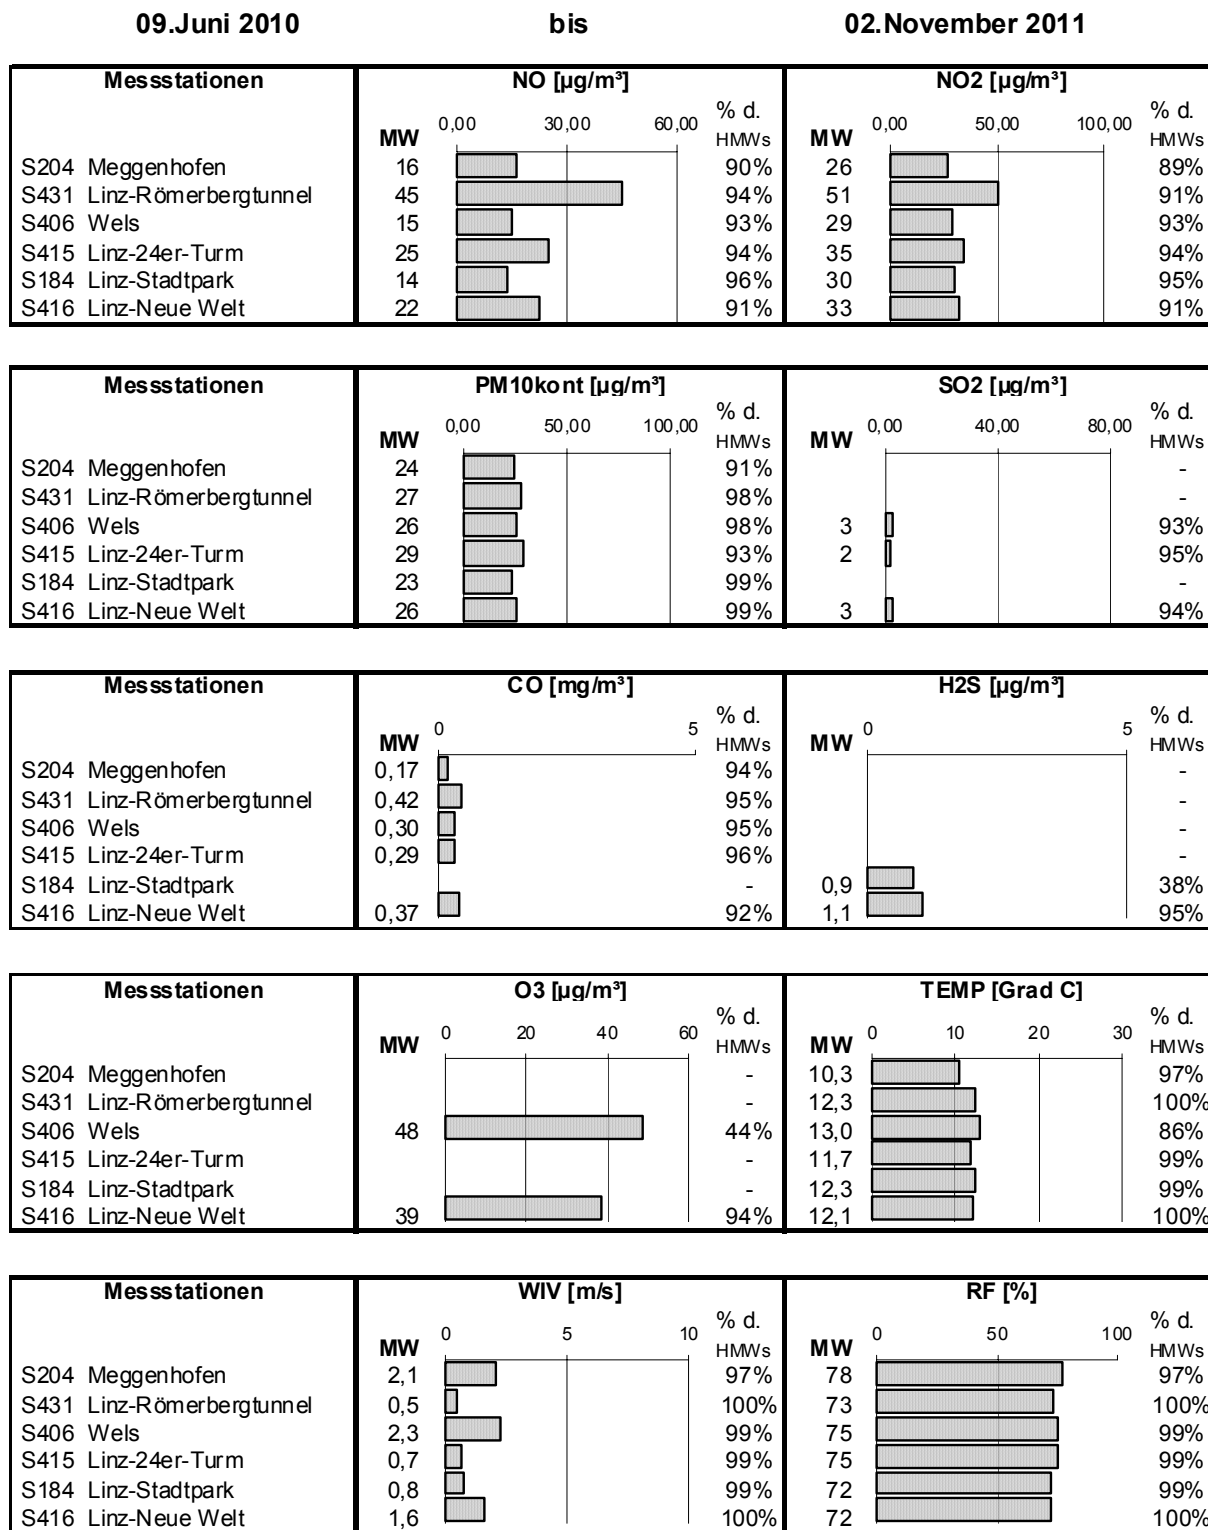 09.Juni 2010 bis 02.November 2011
Messstationen NO [µg/m³] NO2 [µg/m³]
MW 0,00 30,00 60,00 % d. HMWs MW 0,00 50,00 100,00 % d. HMWs
S204 Meggenhofen 16 90% 26 89%
S431 Linz-Römerbergtunnel 45 94% 51 91%
S406 Wels 15 93% 29 93%
S415 Linz-24er-Turm 25 94% 35 94%
S184 Linz-Stadtpark 14 96% 30 95%
S416 Linz-Neue Welt 22 91% 33 91%
Messstationen PM10kont [µg/m³] SO2 [µg/m³]
MW 0,00 50,00 100,00 % d. HMWs MW 0,00 40,00 80,00 % d. HMWs
S204 Meggenhofen 24 91% -
S431 Linz-Römerbergtunnel 27 98% -
S406 Wels 26 98% 3 93%
S415 Linz-24er-Turm 29 93% 2 95%
S184 Linz-Stadtpark 23 99% -
S416 Linz-Neue Welt 26 99% 3 94%
Messstationen CO [mg/m³] H2S [µg/m³]
MW 0 5 % d. HMWs MW 0 5 % d. HMWs
S204 Meggenhofen 0,17 94% -
S431 Linz-Römerbergtunnel 0,42 95% -
S406 Wels 0,30 95% -
S415 Linz-24er-Turm 0,29 96% -
S184 Linz-Stadtpark - 0,9 38%
S416 Linz-Neue Welt 0,37 92% 1,1 95%
Messstationen O3 [µg/m³] TEMP [Grad C]
MW 0 20 40 60 % d. HMWs MW 0 10 20 30 % d. HMWs
S204 Meggenhofen - 10,3 97%
S431 Linz-Römerbergtunnel - 12,3 100%
S406 Wels 48 44% 13,0 86%
S415 Linz-24er-Turm - 11,7 99%
S184 Linz-Stadtpark - 12,3 99%
S416 Linz-Neue Welt 39 94% 12,1 100%
Messstationen WIV [m/s] RF [%]
MW 0 5 10 % d. HMWs MW 0 50 100 % d. HMWs
S204 Meggenhofen 2,1 97% 78 97%
S431 Linz-Römerbergtunnel 0,5 100% 73 100%
S406 Wels 2,3 99% 75 99%
S415 Linz-24er-Turm 0,7 99% 75 99%
S184 Linz-Stadtpark 0,8 99% 72 99%
S416 Linz-Neue Welt 1,6 100% 72 100%